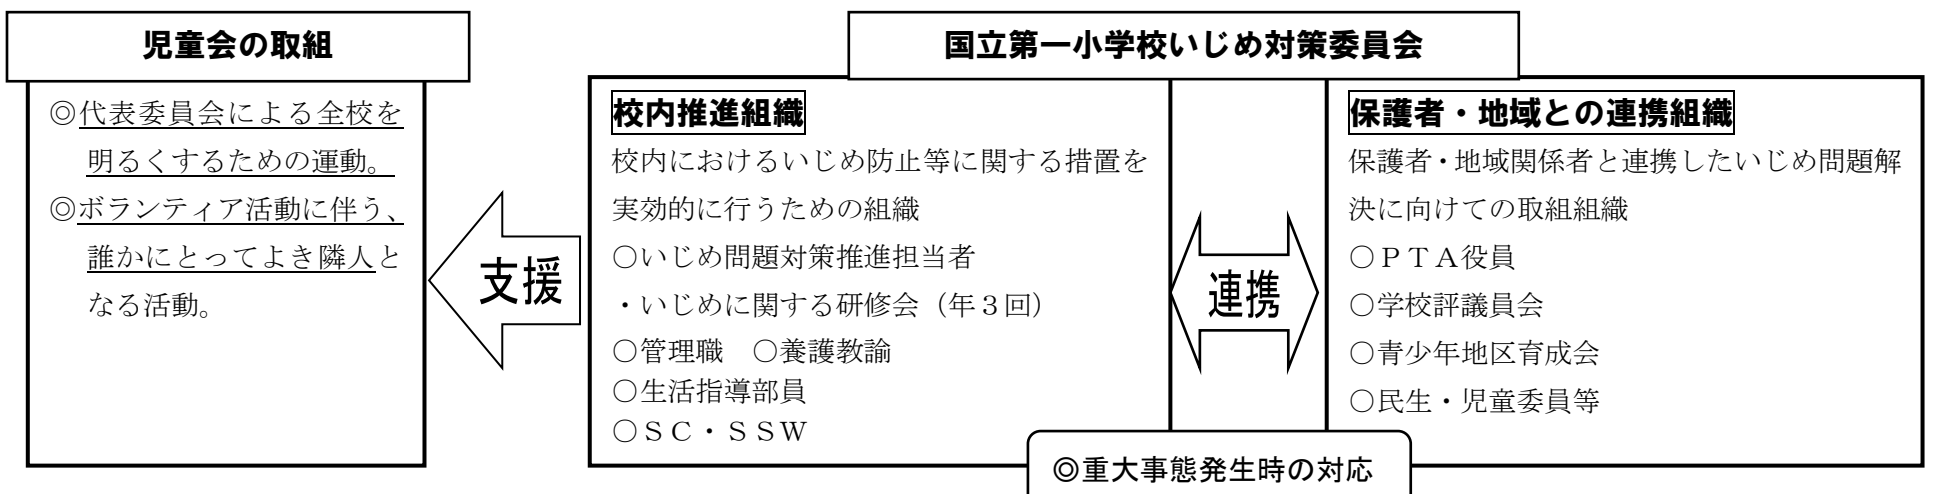 児童会の取組
◎代表委員会による全校を
明るくするための運動。
◎ボランティア活動に伴う、
誰かにとってよき隣人と
なる活動。
支援
国立第一小学校いじめ対策委員会
校内推進組織
校内におけるいじめ防止等に関する措置を
実効的に行うための組織
○いじめ問題対策推進担当者
・いじめに関する研修会（年３回）
○管理職　○養護教諭
○生活指導部員
○ＳＣ・ＳＳＷ
連携
保護者・地域との連携組織
保護者・地域関係者と連携したいじめ問題解
決に向けての取組組織
○ＰＴＡ役員
○学校評議員会
○青少年地区育成会
○民生・児童委員等
◎重大事態発生時の対応